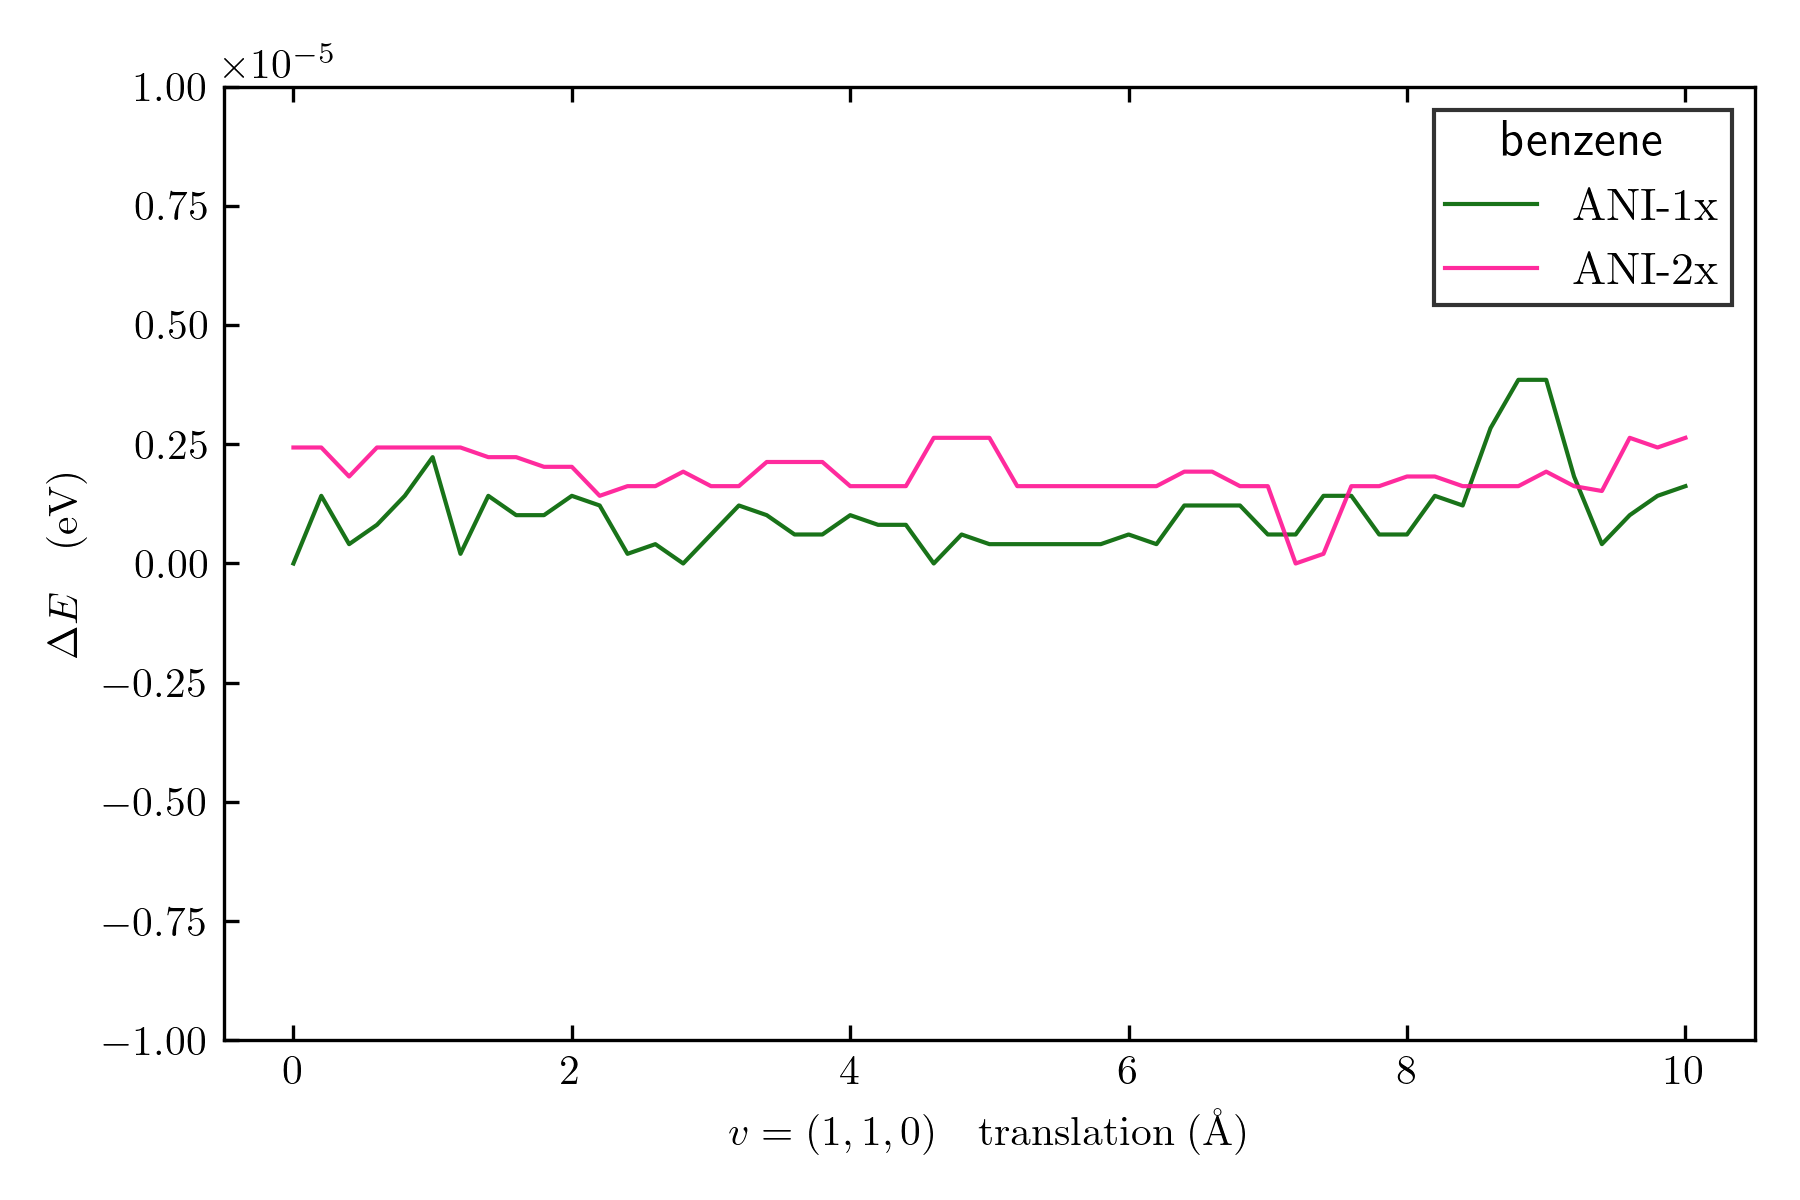 ×10⁻⁵
1.00
0.75
0.50
0.25
0.00
−0.25
−0.50
−0.75
−1.00
ΔE (eV)
benzene
ANI-1x
ANI-2x
0 2 4 6 8 10
v = (1, 1, 0) translation (Å)